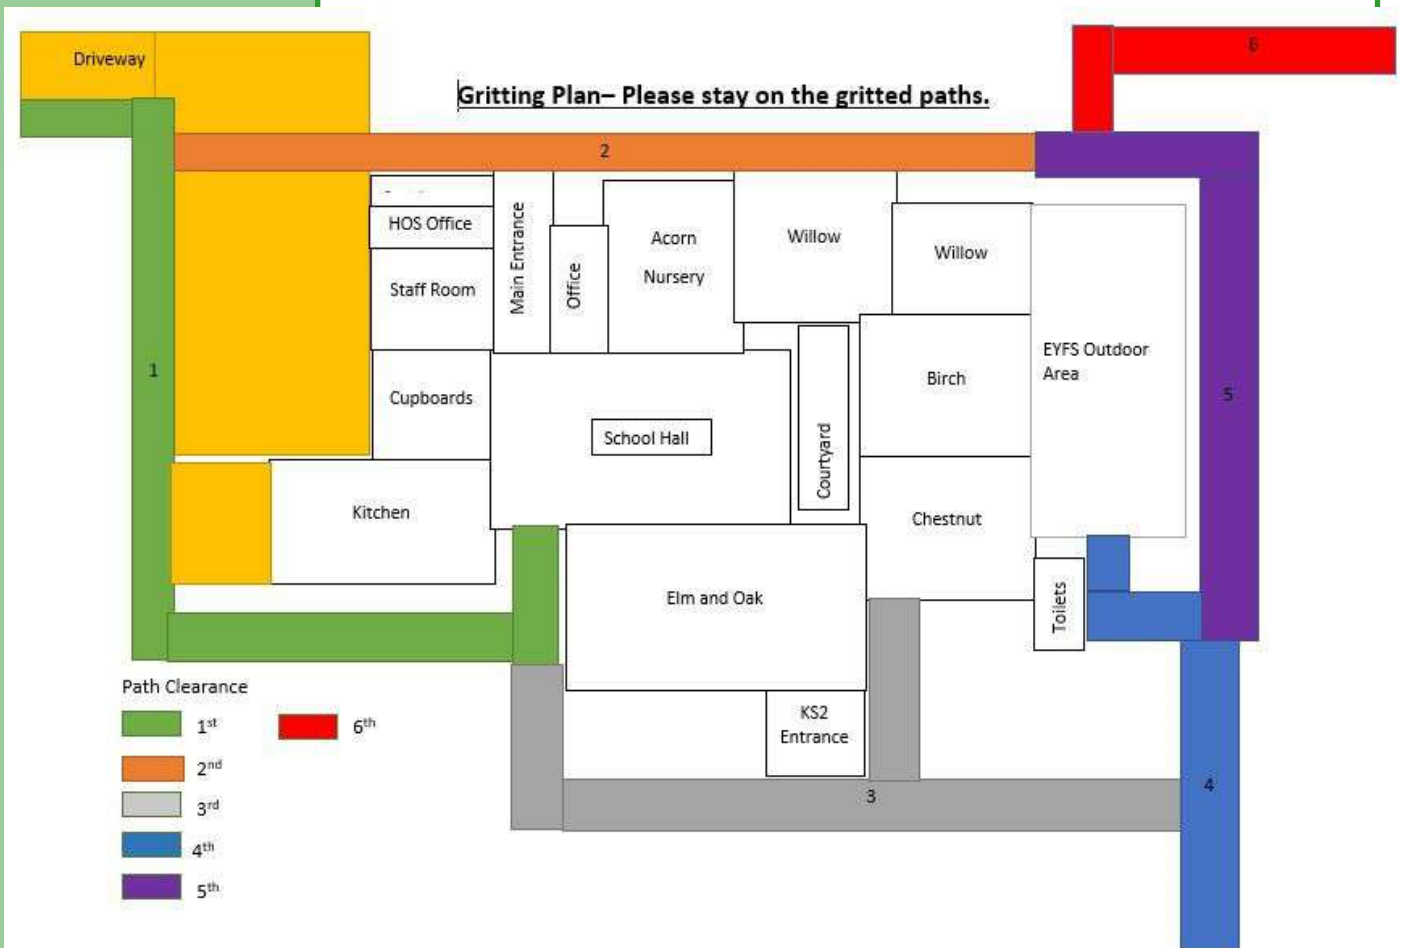 Driveway
6
Gritting Plan– Please stay on the gritted paths.
2
HOS Office
Main Entrance
Acorn
Nursery
Willow
Willow
Staff Room
Office
EYFS Outdoor
Area
1
Birch
5
Cupboards
School Hall
Courtyard
Kitchen
Chestnut
Elm and Oak
Toilets
Path Clearance
1st
6th
KS2
Entrance
2nd
3
4
3rd
4th
5th